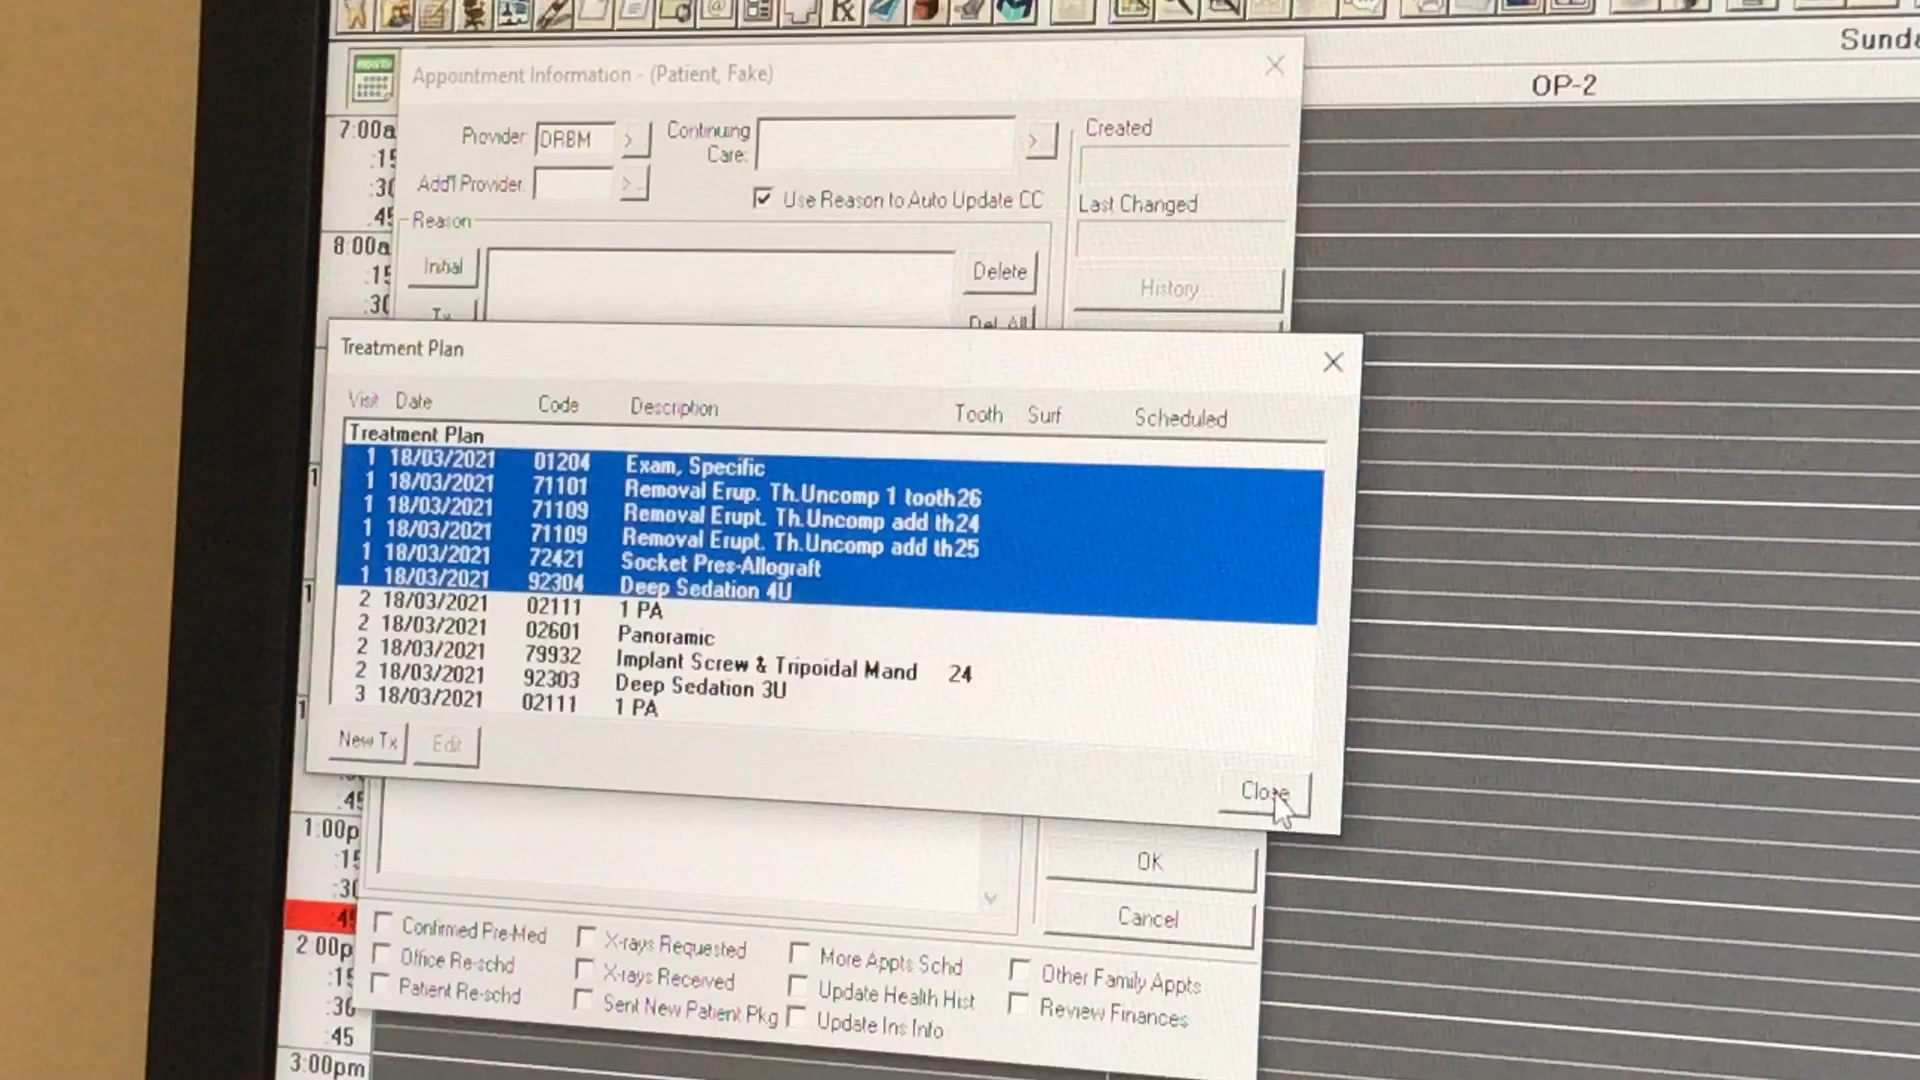 Sunda
OP-2
Appointment Information - (Patient, Fake)
Provider: DRBM >
Continuing Care: >
Add'l Provider: >
Use Reason to Auto Update CC
Created
Last Changed
History
Reason
Initial
Delete
Tx
Del. All
7:00a
:15
:30
:45
8:00a
:15
:30
Treatment Plan
Visit Date Code Description Tooth Surf Scheduled
Treatment Plan
1 18/03/2021 01204 Exam, Specific
1 18/03/2021 71101 Removal Erup. Th.Uncomp 1 tooth26
1 18/03/2021 71109 Removal Erupt. Th.Uncomp add th24
1 18/03/2021 71109 Removal Erupt. Th.Uncomp add th25
1 18/03/2021 72421 Socket Pres-Allograft
1 18/03/2021 92304 Deep Sedation 4U
2 18/03/2021 02111 1 PA
2 18/03/2021 02601 Panoramic
2 18/03/2021 79932 Implant Screw & Tripoidal Mand 24
2 18/03/2021 92303 Deep Sedation 3U
3 18/03/2021 02111 1 PA
New Tx
Edit
Close
:45
1:00p
:15
:30
:45
2:00p
:15
:30
:45
3:00pm
OK
Cancel
Confirmed Pre-Med
X-rays Requested
More Appts Schd
Other Family Appts
Office Re-schd
X-rays Received
Update Health Hist
Review Finances
Patient Re-schd
Sent New Patient Pkg
Update Ins Info